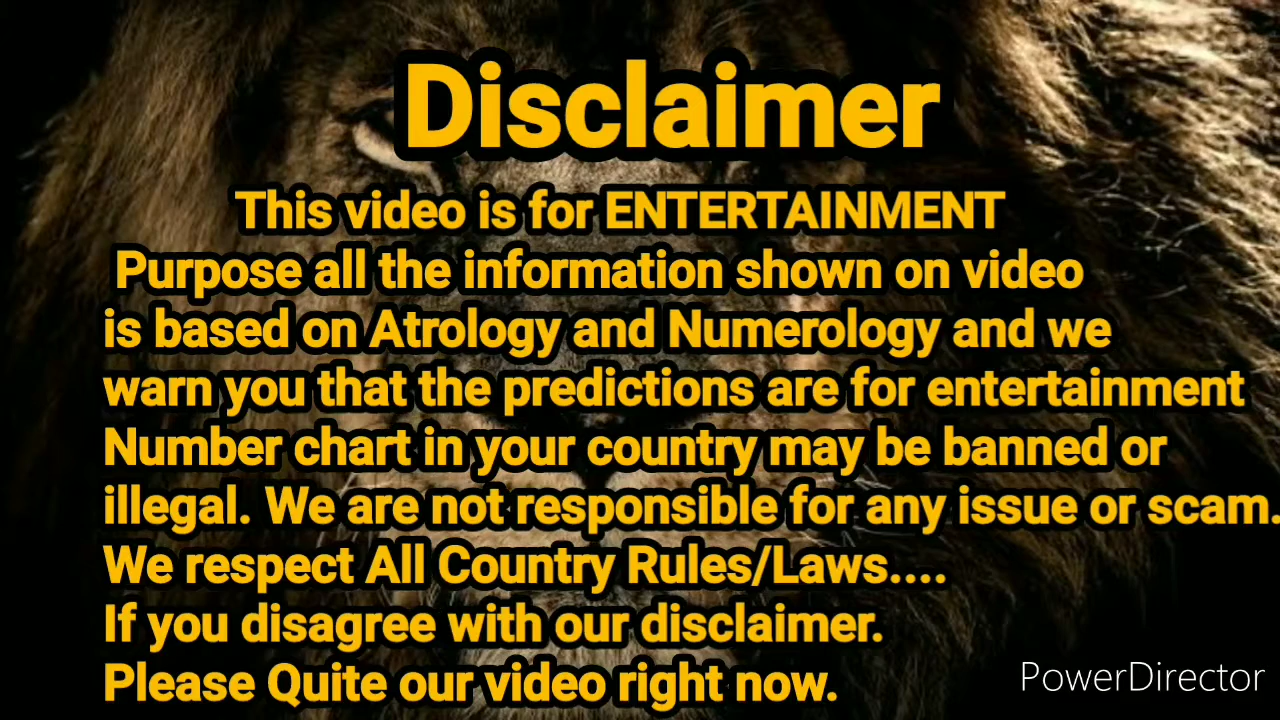 Disclaimer
This video is for ENTERTAINMENT
Purpose all the information shown on video
is based on Atrology and Numerology and we
warn you that the predictions are for entertainment
Number chart in your country may be banned or
illegal. We are not responsible for any issue or scam.
We respect All Country Rules/Laws....
If you disagree with our disclaimer.
Please Quite our video right now.
PowerDirector